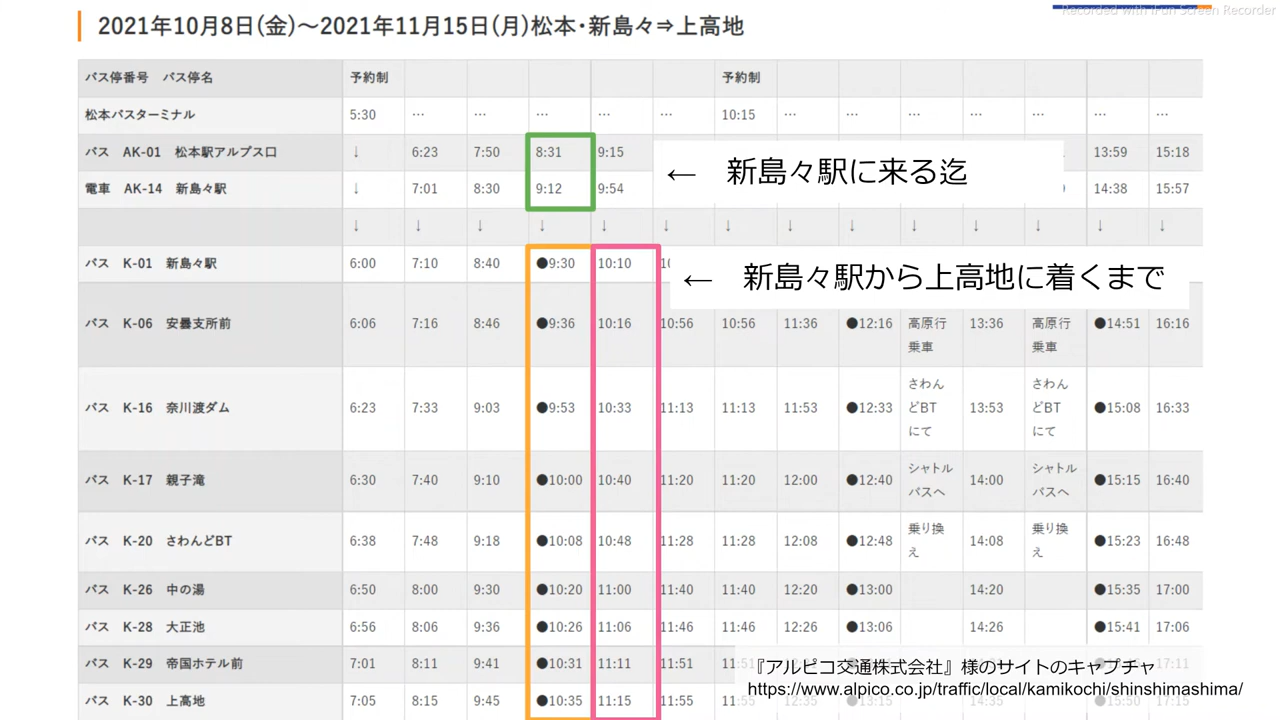 Recorded with iFun Screen Recorder
2021年10月8日(金)～2021年11月15日(月)松本・新島々⇒上高地
バス停番号 バス停名 予約制 予約制
松本バスターミナル 5:30 … … … … … 10:15 … … … … … … …
バス AK-01 松本駅アルプス口 ↓ 6:23 7:50 8:31 9:15 13:59 15:18
← 新島々駅に来る迄
電車 AK-14 新島々駅 ↓ 7:01 8:30 9:12 9:54 14:38 15:57
↓ ↓ ↓ ↓ ↓ ↓ ↓ ↓ ↓ ↓ ↓ ↓ ↓ ↓
バス K-01 新島々駅 6:00 7:10 8:40 ●9:30 10:10
← 新島々駅から上高地に着くまで
バス K-06 安曇支所前 6:06 7:16 8:46 ●9:36 10:16 10:56 10:56 11:36 ●12:16 高原行 13:36 高原行 ●14:51 16:16
乗車 乗車
さわん さわん
バス K-16 奈川渡ダム 6:23 7:33 9:03 ●9:53 10:33 11:13 11:13 11:53 ●12:33 どBT 13:53 どBT ●15:08 16:33
にて にて
シャトル シャトル
バス K-17 親子滝 6:30 7:40 9:10 ●10:00 10:40 11:20 11:20 12:00 ●12:40 14:00 ●15:15 16:40
バスへ バスへ
乗り換 乗り換
バス K-20 さわんどBT 6:38 7:48 9:18 ●10:08 10:48 11:28 11:28 12:08 ●12:48 14:08 ●15:23 16:48
え え
バス K-26 中の湯 6:50 8:00 9:30 ●10:20 11:00 11:40 11:40 12:20 ●13:00 14:20 ●15:35 17:00
バス K-28 大正池 6:56 8:06 9:36 ●10:26 11:06 11:46 11:46 12:26 ●13:06 14:26 ●15:41 17:06
バス K-29 帝国ホテル前 7:01 8:11 9:41 ●10:31 11:11 11:51 11:51 17:11
『アルピコ交通株式会社』様のサイトのキャプチャ
https://www.alpico.co.jp/traffic/local/kamikochi/shinshimashima/
バス K-30 上高地 7:05 8:15 9:45 ●10:35 11:15 11:55 11:55 12:35 ●13:15 14:35 ●15:50 17:15